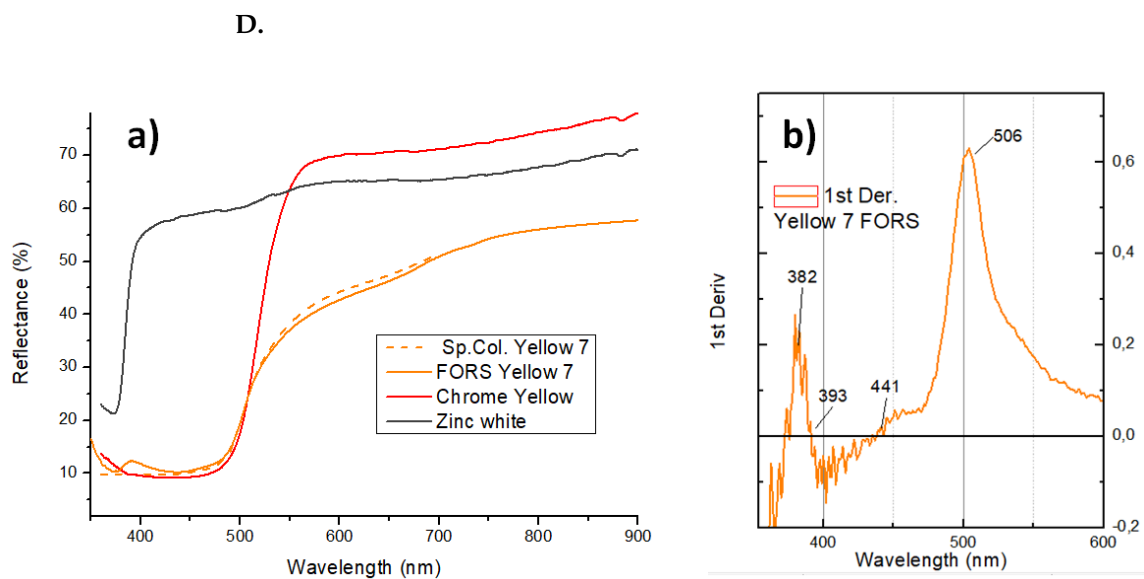 D.
a)
70
60
50
40
30
20
10
Reflectance (%)
Sp.Col. Yellow 7
FORS Yellow 7
Chrome Yellow
Zinc white
400 500 600 700 800 900
Wavelength (nm)
b)
506
1st Der.
Yellow 7 FORS
382
393
441
1st Deriv
0,6
0,4
0,2
0,0
-0,2
400 500 600
Wavelength (nm)